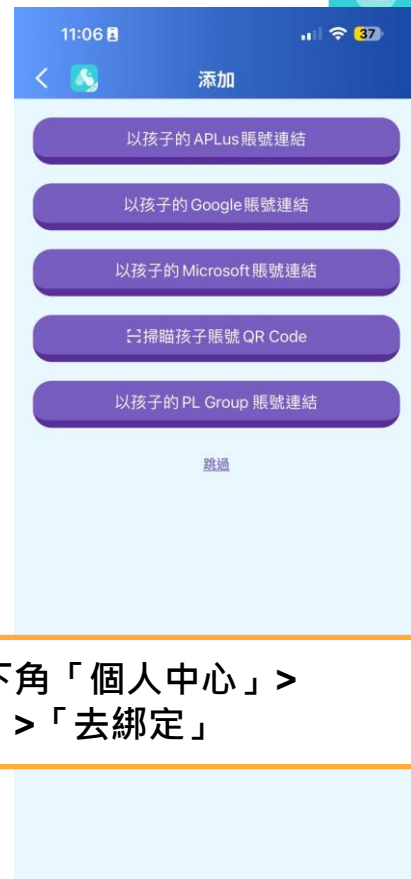 11:06
37
添加
以孩子的 APLus 賬號連結
以孩子的 Google 賬號連結
以孩子的 Microsoft 賬號連結
掃瞄孩子賬號 QR Code
以孩子的 PL Group 賬號連結
跳過
下角「個人中心」>
>「去綁定」